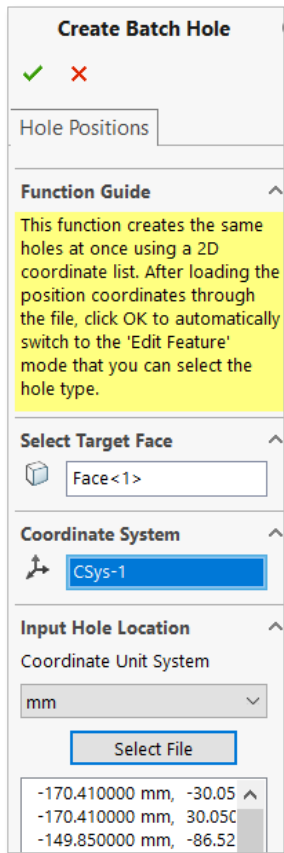 Create Batch Hole
Hole Positions
Function Guide
This function creates the same
holes at once using a 2D
coordinate list. After loading the
position coordinates through
the file, click OK to automatically
switch to the 'Edit Feature'
mode that you can select the
hole type.
Select Target Face
Face<1>
Coordinate System
CSys-1
Input Hole Location
Coordinate Unit System
mm
Select File
-170.410000 mm, -30.05
-170.410000 mm, 30.050
-149.850000 mm, -86.52